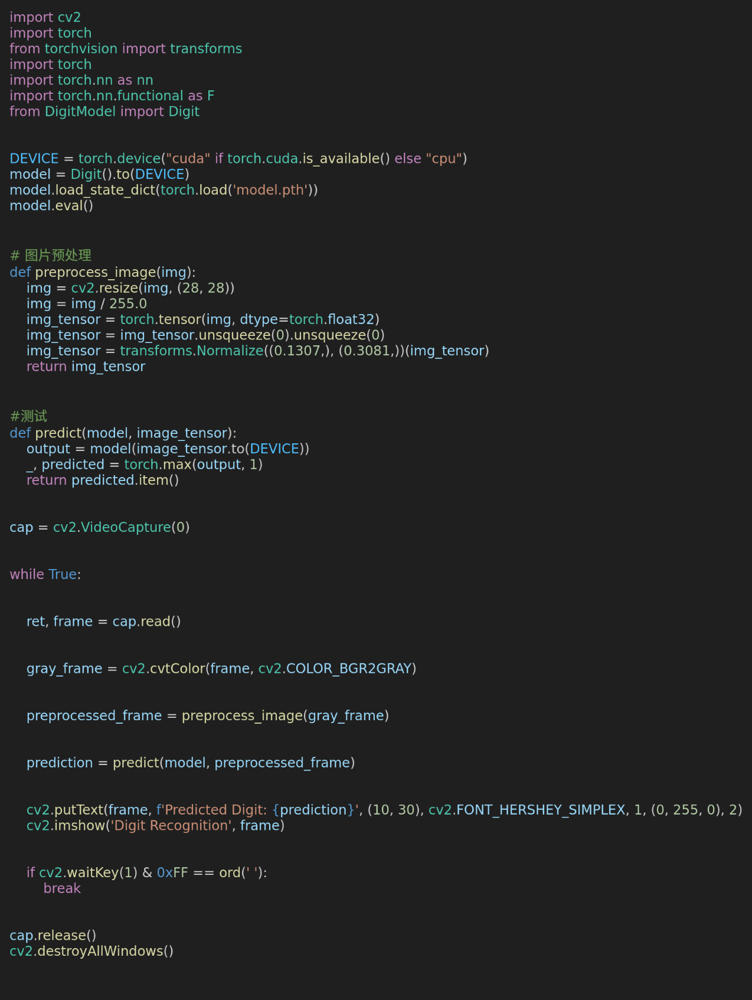 import cv2
import torch
from torchvision import transforms
import torch
import torch.nn as nn
import torch.nn.functional as F
from DigitModel import Digit
DEVICE = torch.device("cuda" if torch.cuda.is_available() else "cpu")
model = Digit().to(DEVICE)
model.load_state_dict(torch.load('model.pth'))
model.eval()
# 图片预处理
def preprocess_image(img):
    img = cv2.resize(img, (28, 28))
    img = img / 255.0
    img_tensor = torch.tensor(img, dtype=torch.float32)
    img_tensor = img_tensor.unsqueeze(0).unsqueeze(0)
    img_tensor = transforms.Normalize((0.1307,), (0.3081,))(img_tensor)
    return img_tensor
#测试
def predict(model, image_tensor):
    output = model(image_tensor.to(DEVICE))
    _, predicted = torch.max(output, 1)
    return predicted.item()
cap = cv2.VideoCapture(0)
while True:
    ret, frame = cap.read()
    gray_frame = cv2.cvtColor(frame, cv2.COLOR_BGR2GRAY)
    preprocessed_frame = preprocess_image(gray_frame)
    prediction = predict(model, preprocessed_frame)
    cv2.putText(frame, f'Predicted Digit: {prediction}', (10, 30), cv2.FONT_HERSHEY_SIMPLEX, 1, (0, 255, 0), 2)
    cv2.imshow('Digit Recognition', frame)
    if cv2.waitKey(1) & 0xFF == ord(' '):
        break
cap.release()
cv2.destroyAllWindows()